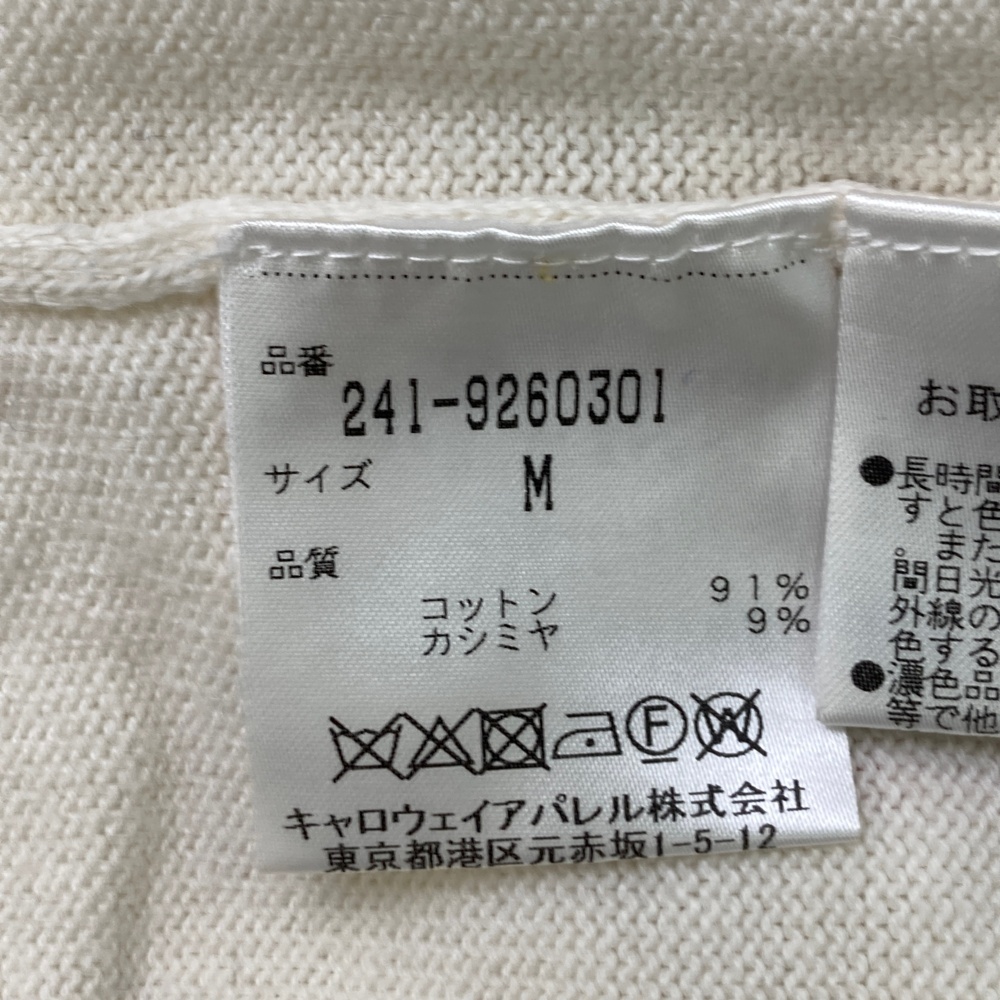 品番
241-9260301
サイズ M
品質
コットン 91%
カシミヤ 9%
F W
キャロウェイアパレル株式会社
東京都港区元赤坂1-5-12
お取
●長時間
すと色
。また
間日光
外線の
色する
●濃色品
等で他